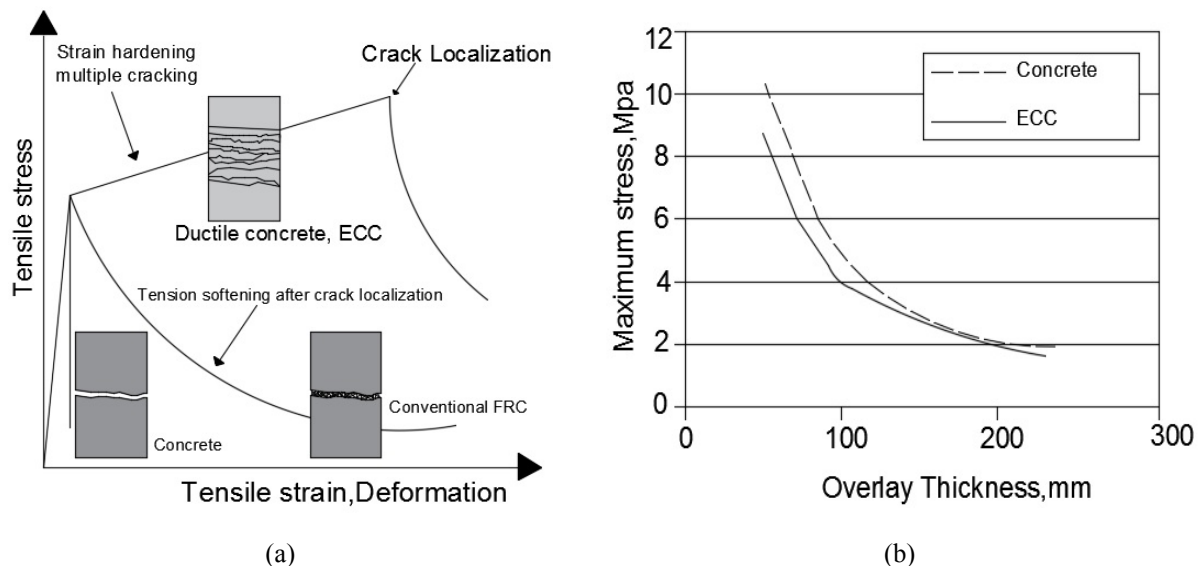 Strain hardening
multiple cracking
Crack Localization
Tensile stress
Ductile concrete, ECC
Tension softening after crack localization
Conventional FRC
Concrete
Tensile strain,Deformation
(a)
12
10
8
6
4
2
0
Maximum stress,Mpa
Concrete
ECC
0
100
200
300
Overlay Thickness,mm
(b)